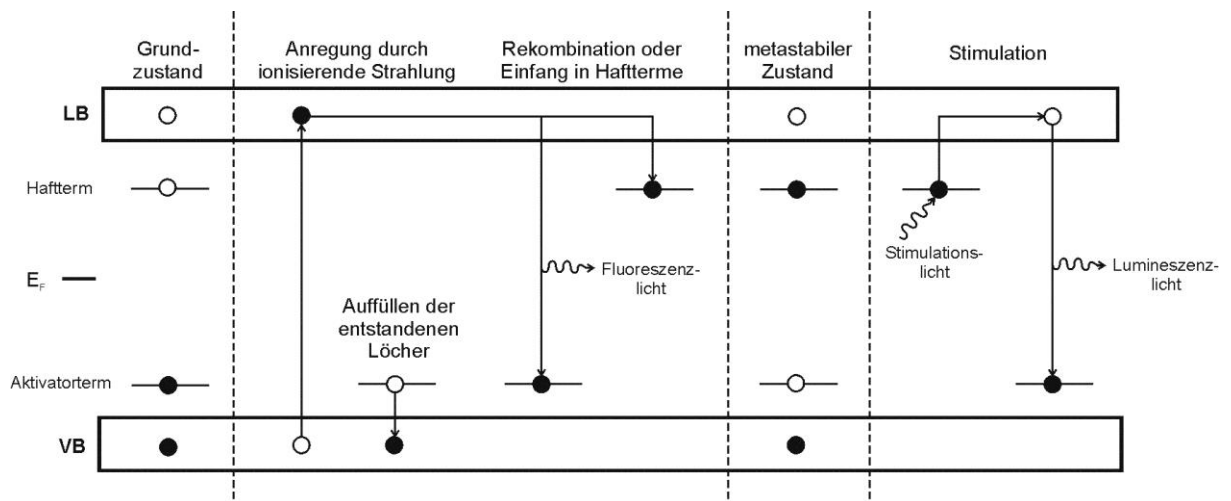 Grund-
zustand
Anregung durch
ionisierende Strahlung
Rekombination oder
Einfang in Haftterme
metastabiler
Zustand
Stimulation
LB
Haftterm
Stimulations-
licht
E_F
Fluoreszenz-
licht
Lumineszenz-
licht
Auffüllen der
entstandenen
Löcher
Aktivatorterm
VB